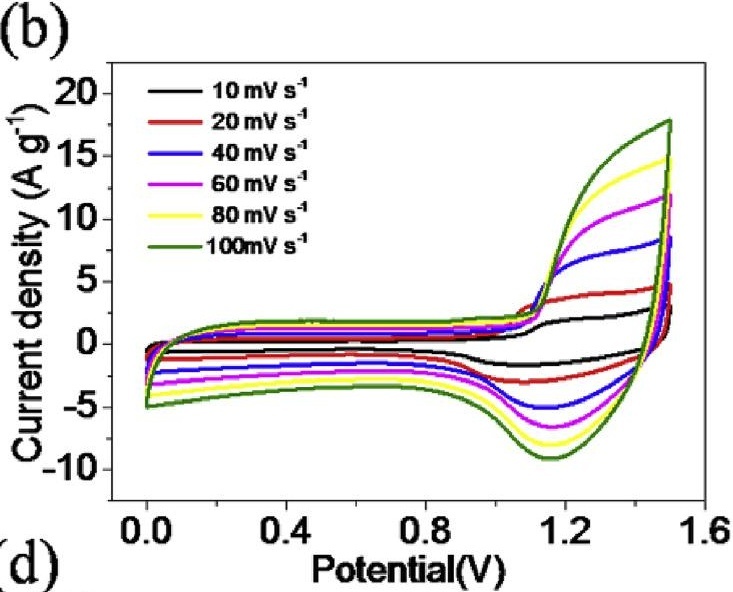 (b)
Current density (A g⁻¹)
20
15
10
5
0
-5
-10
10 mV s⁻¹
20 mV s⁻¹
40 mV s⁻¹
60 mV s⁻¹
80 mV s⁻¹
100mV s⁻¹
0.0 0.4 0.8 1.2 1.6
Potential(V)
(d)